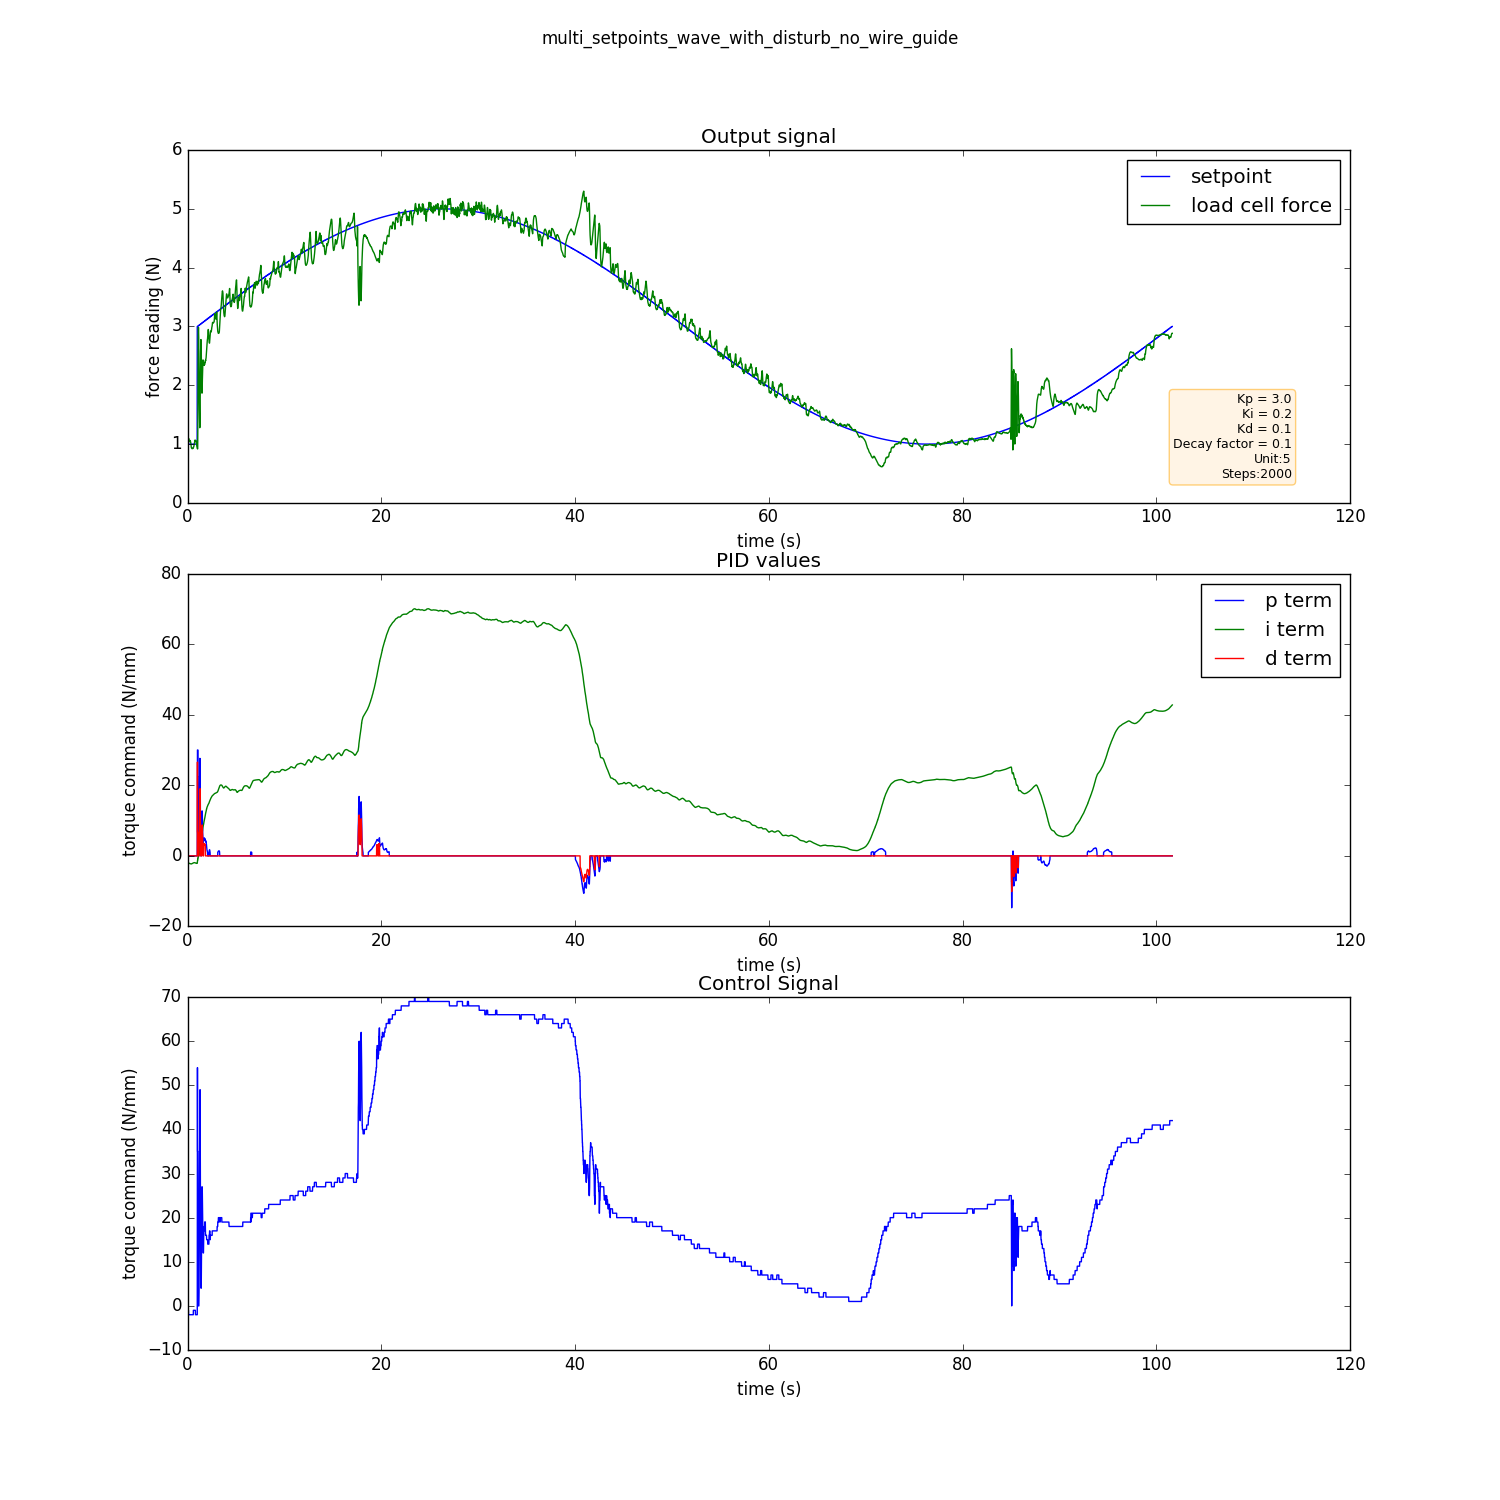 multi_setpoints_wave_with_disturb_no_wire_guide
Output signal
6
5
4
3
2
1
0
force reading (N)
setpoint
load cell force
Kp = 3.0
Ki = 0.2
Kd = 0.1
Decay factor = 0.1
Unit:5
Steps:2000
0 20 40 60 80 100 120
time (s)
PID values
80
60
40
20
0
−20
torque command (N/mm)
p term
i term
d term
0 20 40 60 80 100 120
time (s)
Control Signal
70
60
50
40
30
20
10
0
−10
torque command (N/mm)
0 20 40 60 80 100 120
time (s)